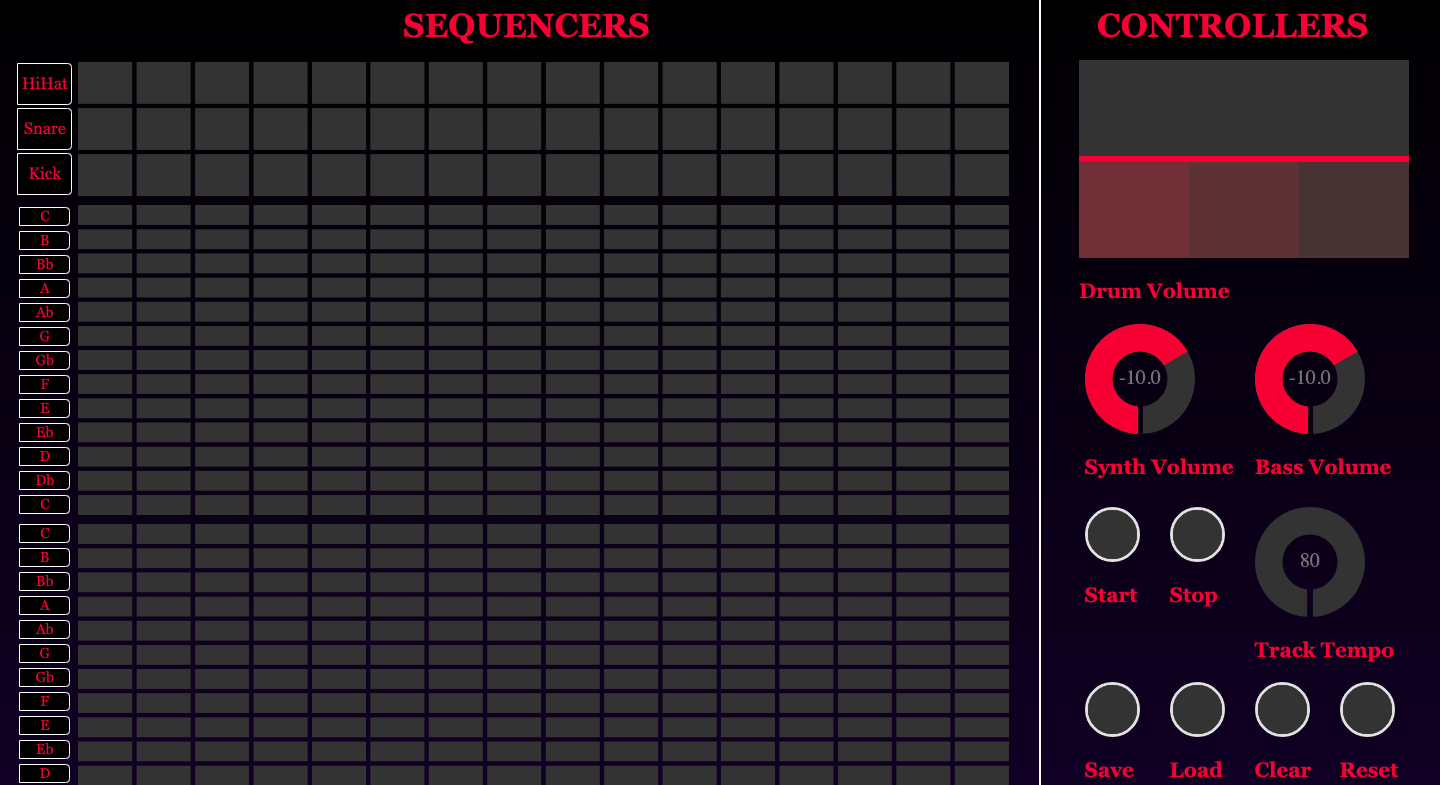 SEQUENCERS
HiHat
Snare
Kick
C
B
Bb
A
Ab
G
Gb
F
E
Eb
D
Db
C
C
B
Bb
A
Ab
G
Gb
F
E
Eb
D
CONTROLLERS
Drum Volume
-10.0 -10.0
Synth Volume Bass Volume
80
Start Stop
Track Tempo
Save Load Clear Reset